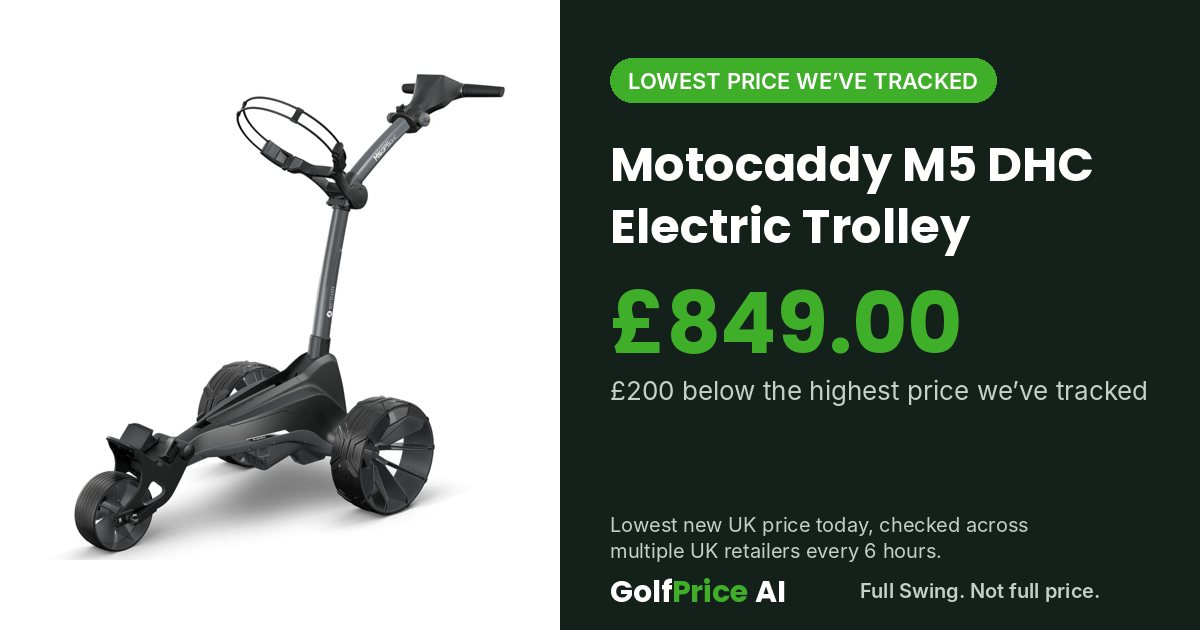 LOWEST PRICE WE’VE TRACKED
Motocaddy M5 DHC
Electric Trolley
£849.00
£200 below the highest price we’ve tracked
Lowest new UK price today, checked across
multiple UK retailers every 6 hours.
GolfPrice AI
Full Swing. Not full price.